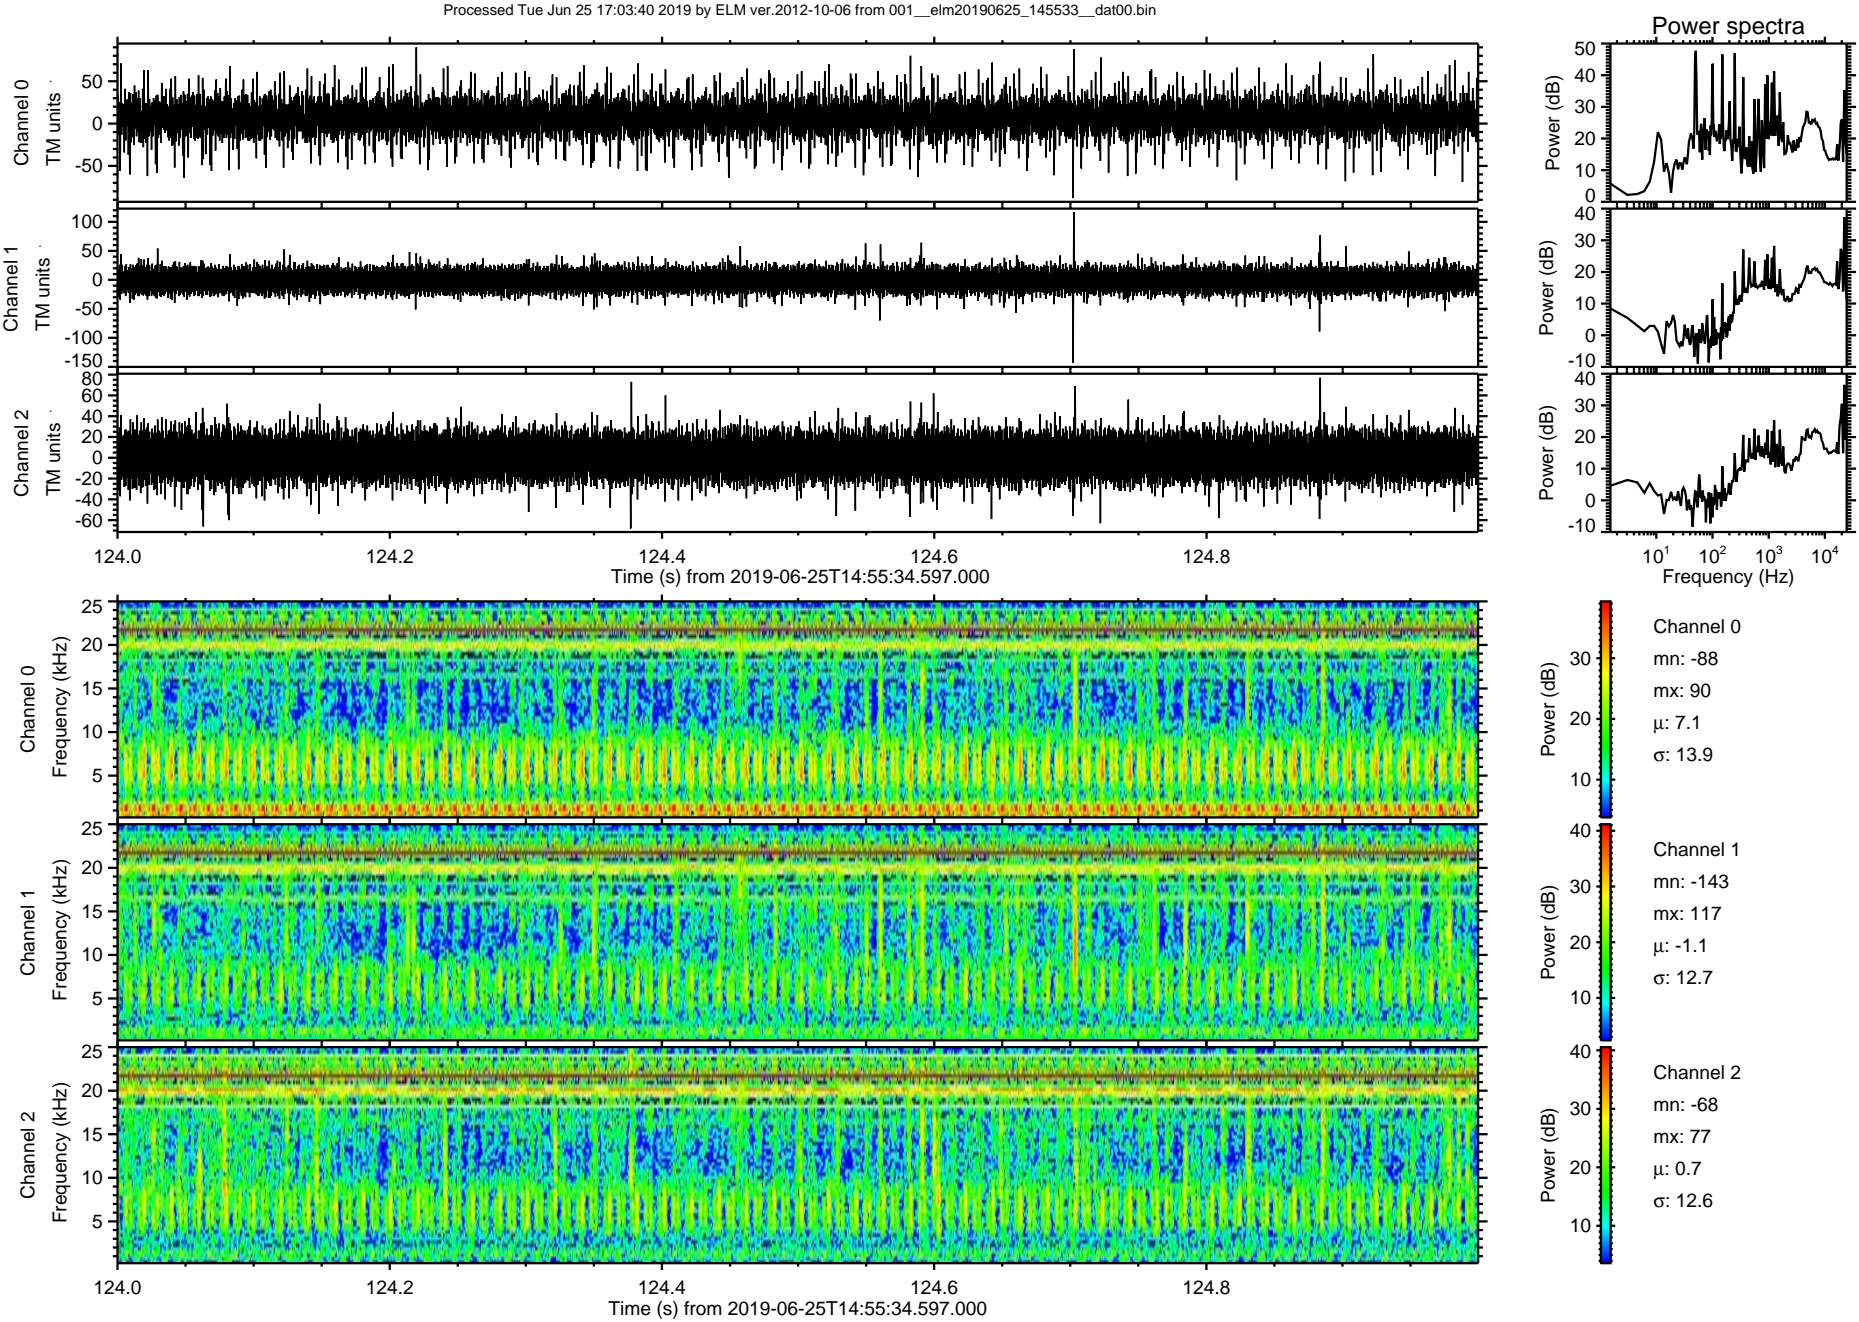 Processed Tue Jun 25 17:03:40 2019 by ELM ver.2012-10-06 from 001__elm20190625_145533__dat00.bin
Power spectra
Channel 0
TM units
50
0
-50
Power (dB)
50
40
30
20
10
0
Channel 1
TM units
100
50
0
-50
-100
-150
Power (dB)
40
30
20
10
0
-10
Channel 2
TM units
80
60
40
20
0
-20
-40
-60
Power (dB)
40
30
20
10
0
-10
124.0 124.2 124.4 124.6 124.8
Time (s) from 2019-06-25T14:55:34.597.000
10^1 10^2 10^3 10^4
Frequency (Hz)
Channel 0
Frequency (kHz)
25
20
15
10
5
Power (dB)
30
20
10
Channel 0
mn: -88
mx: 90
µ: 7.1
σ: 13.9
Channel 1
Frequency (kHz)
25
20
15
10
5
Power (dB)
40
30
20
10
Channel 1
mn: -143
mx: 117
µ: -1.1
σ: 12.7
Channel 2
Frequency (kHz)
25
20
15
10
5
Power (dB)
40
30
20
10
Channel 2
mn: -68
mx: 77
µ: 0.7
σ: 12.6
124.0 124.2 124.4 124.6 124.8
Time (s) from 2019-06-25T14:55:34.597.000